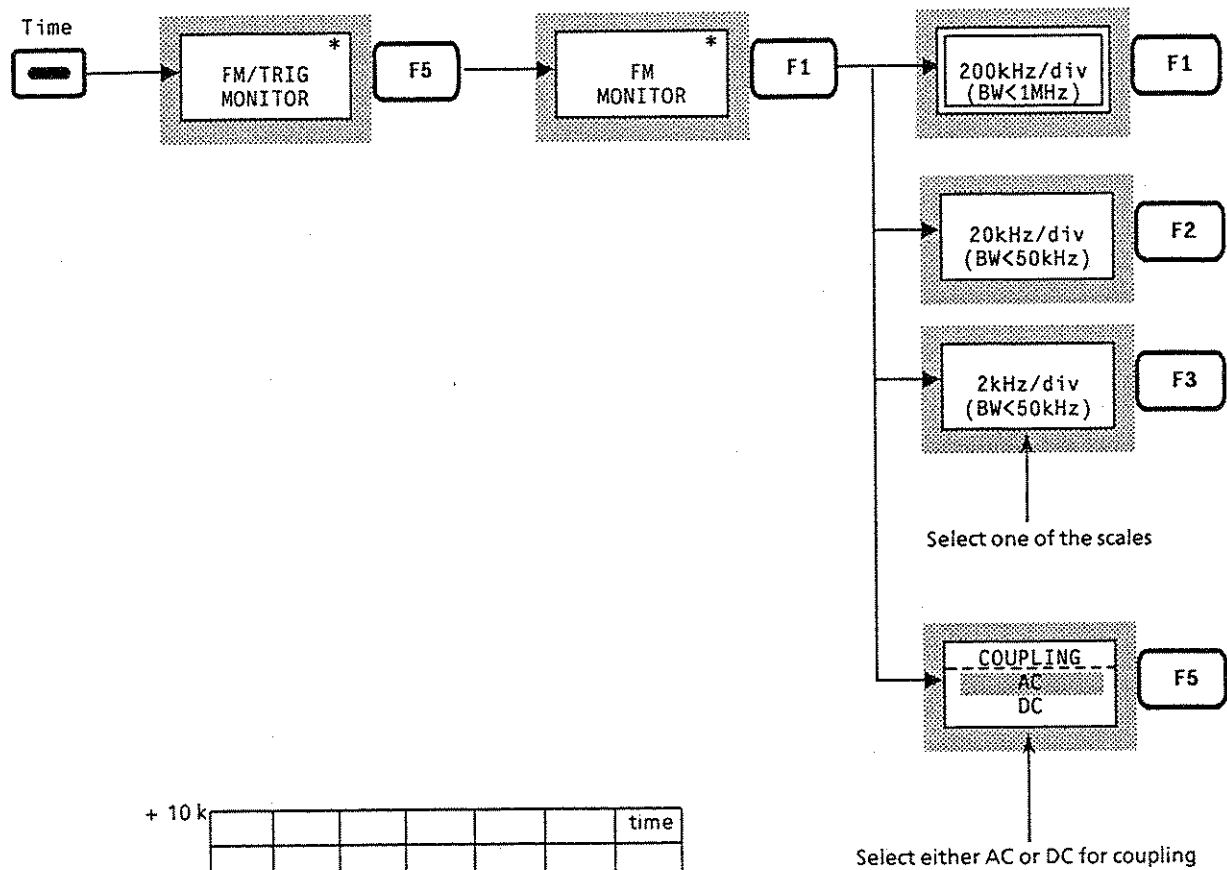 Time
*
FM/TRIG
MONITOR
F5
*
FM
MONITOR
F1
200kHz/div
(BW<1MHz)
F1
20kHz/div
(BW<50kHz)
F2
2kHz/div
(BW<50kHz)
F3
Select one of the scales
COUPLING
AC
DC
F5
Select either AC or DC for coupling
+ 10 k
time